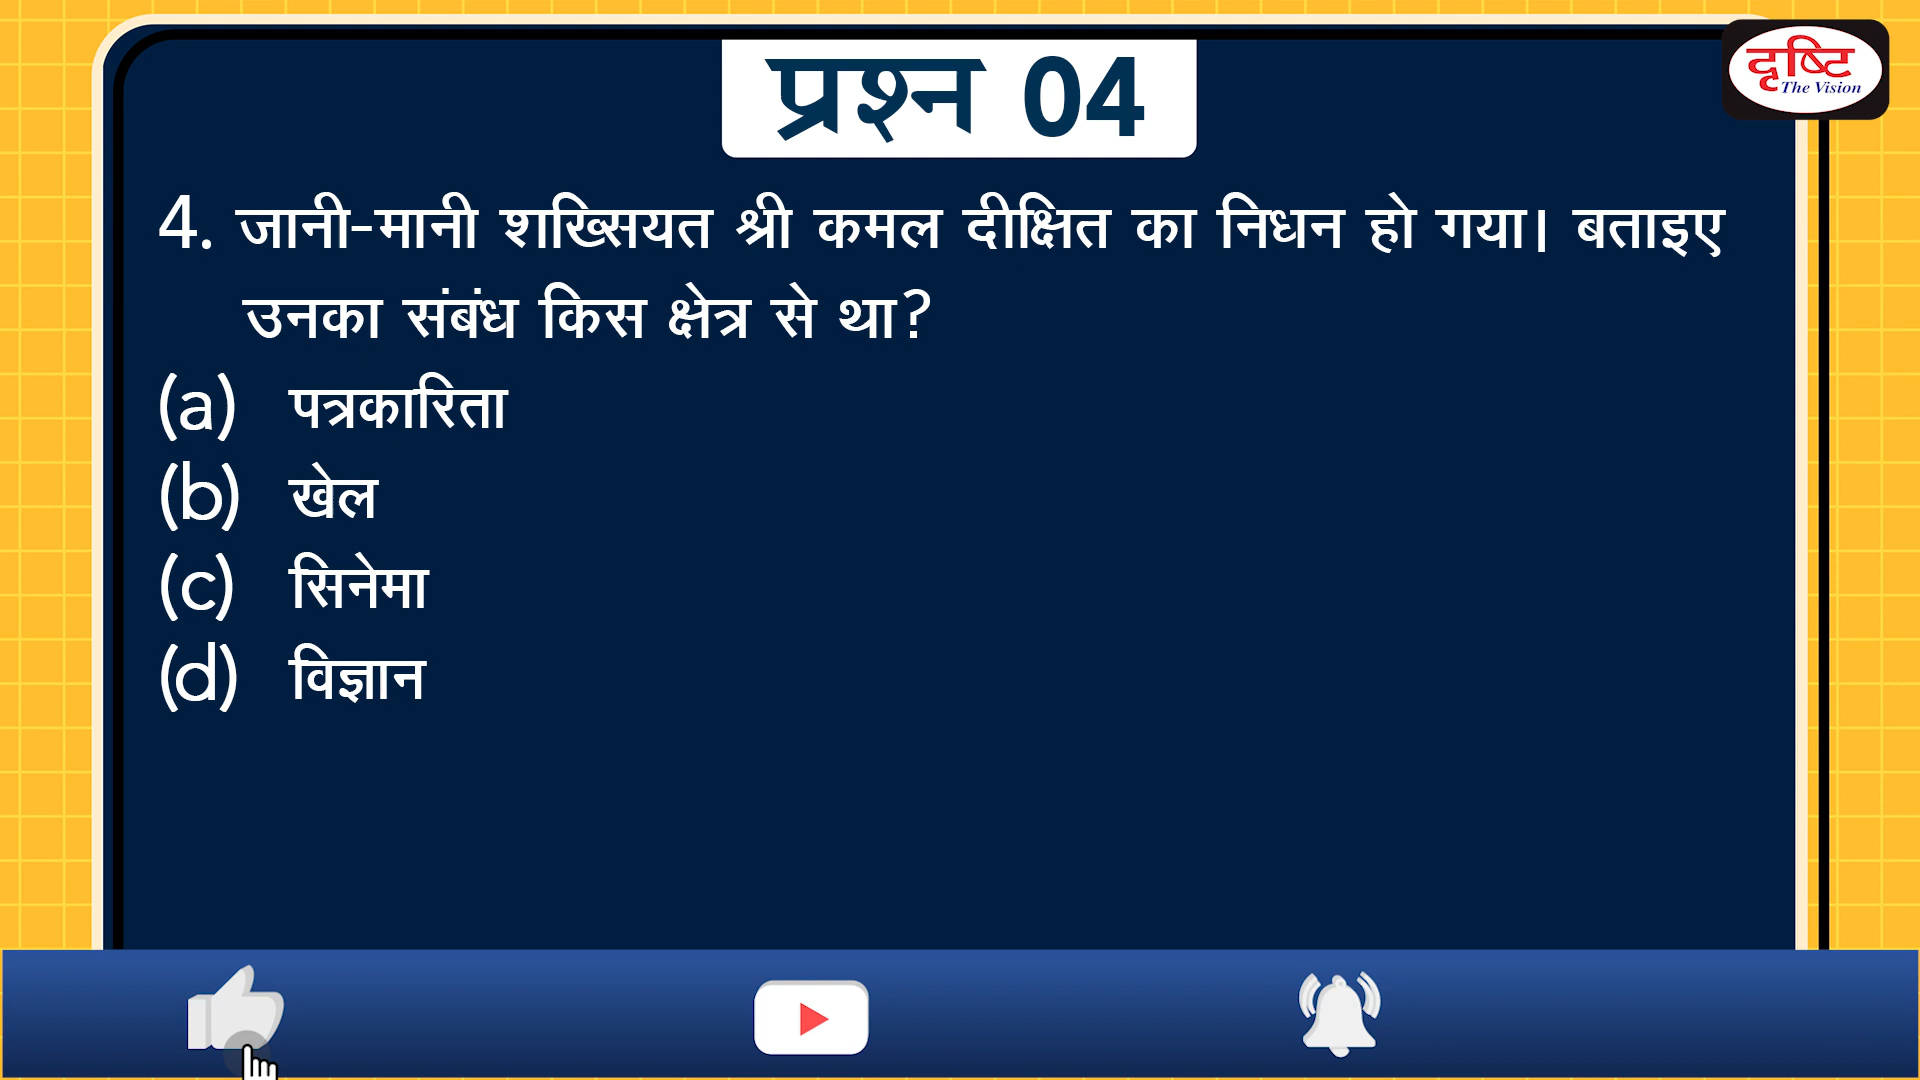 प्रश्न 04
दृष्टि
The Vision
4. जानी-मानी शख्सियत श्री कमल दीक्षित का निधन हो गया। बताइए
उनका संबंध किस क्षेत्र से था?
(a) पत्रकारिता
(b) खेल
(c) सिनेमा
(d) विज्ञान